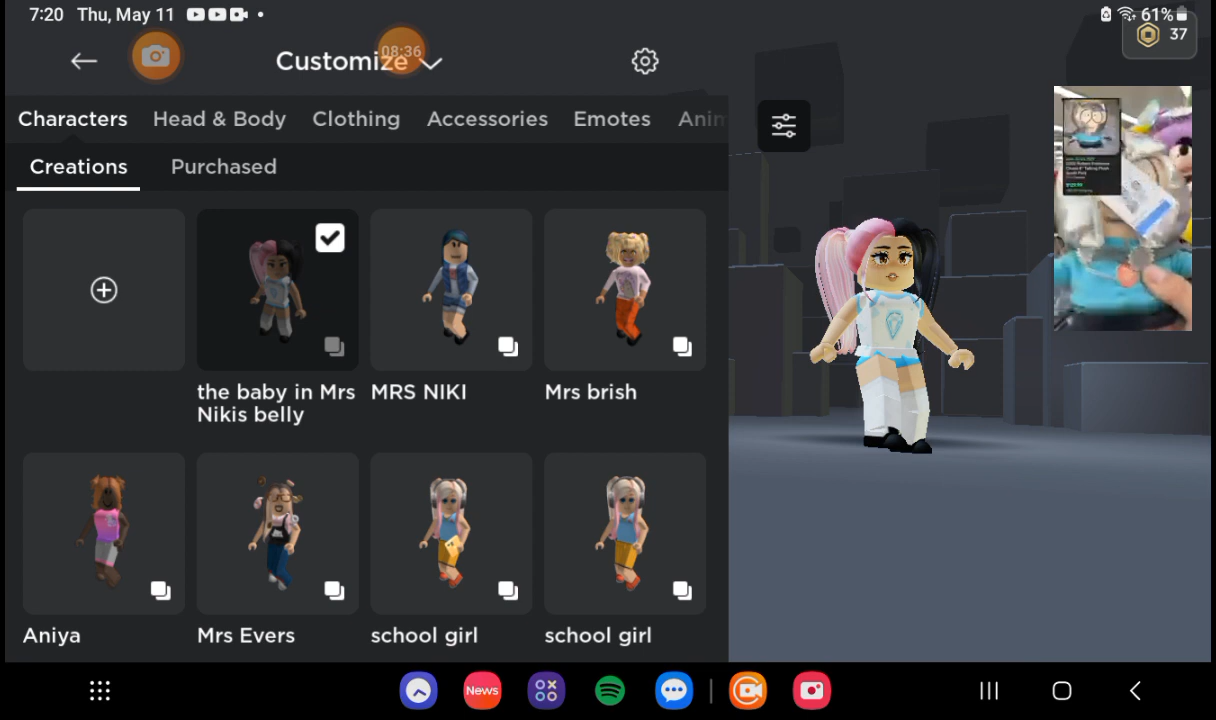 7:20 Thu, May 11
61%
37
08:36
Customize
Characters Head & Body Clothing Accessories Emotes Anim
Creations Purchased
the baby in Mrs Nikis belly
MRS NIKI
Mrs brish
Aniya
Mrs Evers
school girl
school girl
News